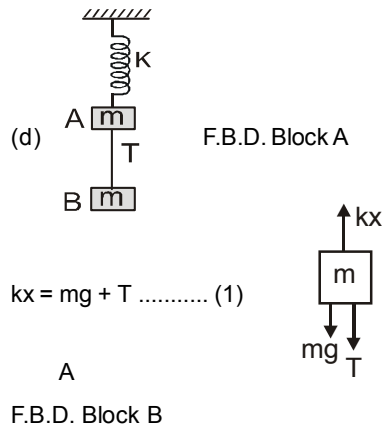 K
A m
(d) T F.B.D. Block A
B m
kx
kx = mg + T ........... (1) m
mg T
A
F.B.D. Block B